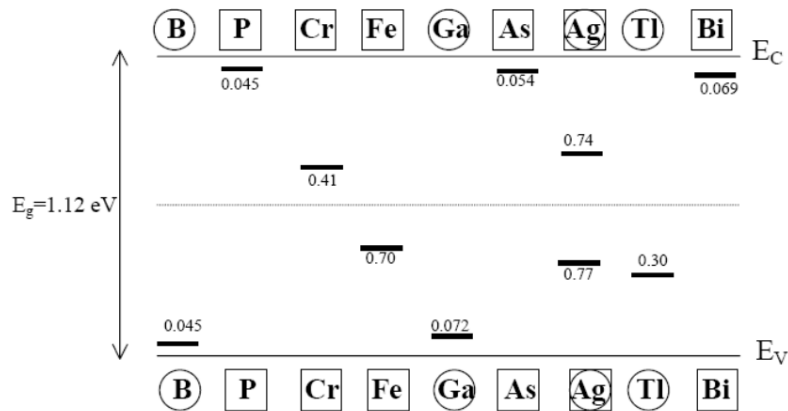 B P Cr Fe Ga As Ag Tl Bi
E_C
0.045 0.054 0.069
0.74
0.41
E_g=1.12 eV
0.70 0.77 0.30
0.045 0.072
E_V
B P Cr Fe Ga As Ag Tl Bi